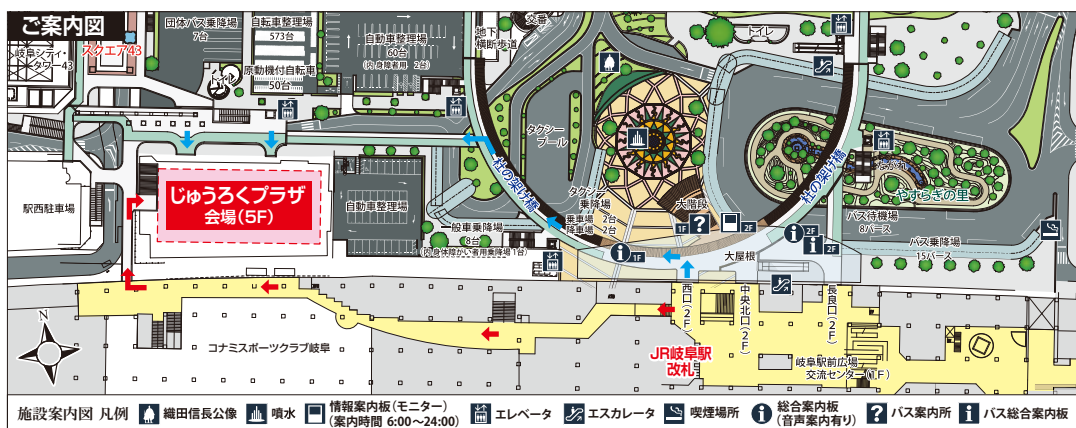 ご案内図
岐阜シティ・
タワー43
スクエア43
団体バス乗降場
7台
自転車整理場
573台
原動機付自転車
50台
トイレ
自動車整理場
60台
(内身障者用 2台)
地下
横断歩道
交番
トイレ
タクシー
プール
杜の架け橋
杜の架け橋
タクシー
乗降場
乗車場 2台
降車場 2台
大階段
1F
2F
1F
2F
2F
大屋根
やすらぎの里
バス待機場
8バース
バス乗降場
15バース
駅西駐車場
じゅうろくプラザ
会場(5F)
自動車整理場
一般車乗降場
8台
(内身体障がい者用乗降場1台)
西口(2F)
中央北口(2F)
長良口(2F)
JR岐阜駅
改札
岐阜駅前広場
交流センター(1F)
コナミスポーツクラブ岐阜
N
施設案内図 凡例
織田信長公像
噴水
情報案内板(モニター)
(案内時間 6:00〜24:00)
エレベータ
エスカレータ
喫煙場所
総合案内板
(音声案内有り)
バス案内所
バス総合案内板